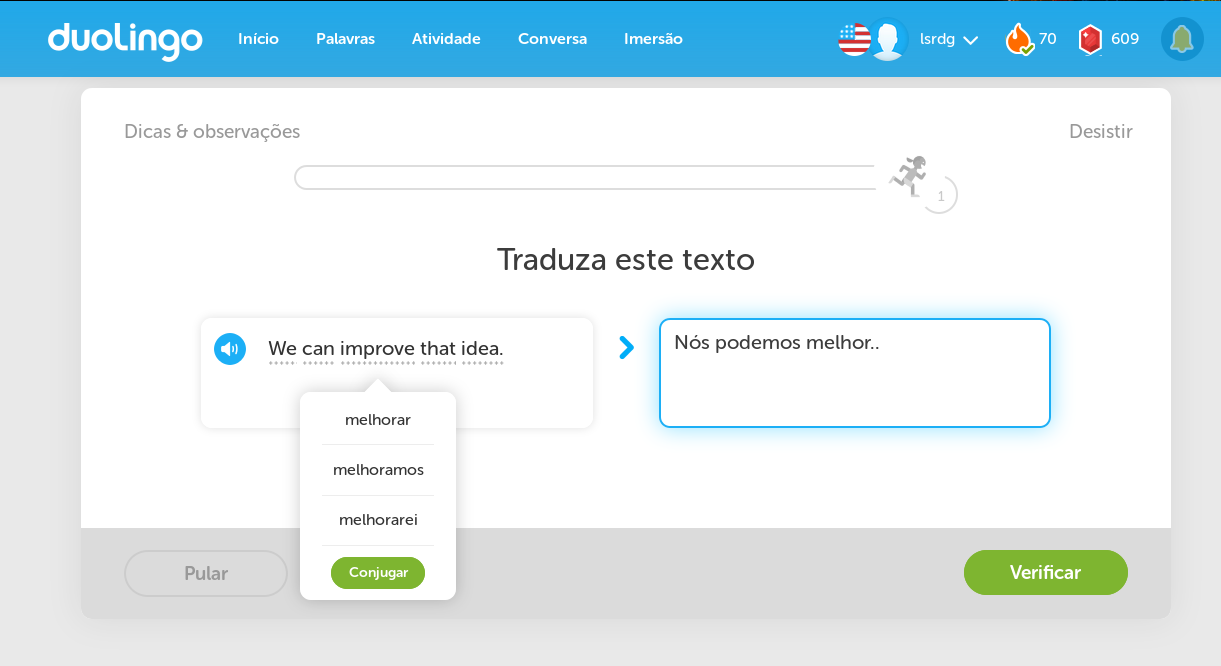 duolingo Início Palavras Atividade Conversa Imersão lsrdg 70 609
Dicas & observações Desistir
1
Traduza este texto
We can improve that idea.
Nós podemos melhor..
melhorar
melhoramos
melhorarei
Conjugar
Pular Verificar